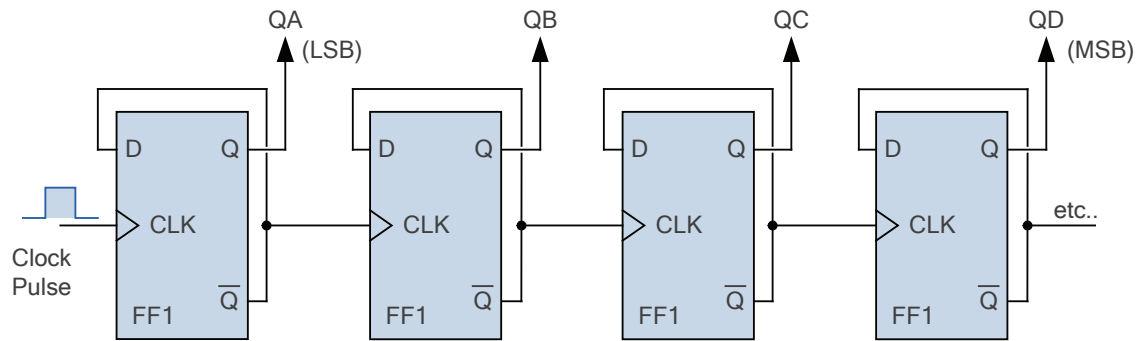 QA
(LSB)
QB
QC
QD
(MSB)
D Q
CLK
Q̅
FF1
D Q
CLK
Q̅
FF1
D Q
CLK
Q̅
FF1
D Q
CLK
Q̅
FF1
Clock
Pulse
etc..